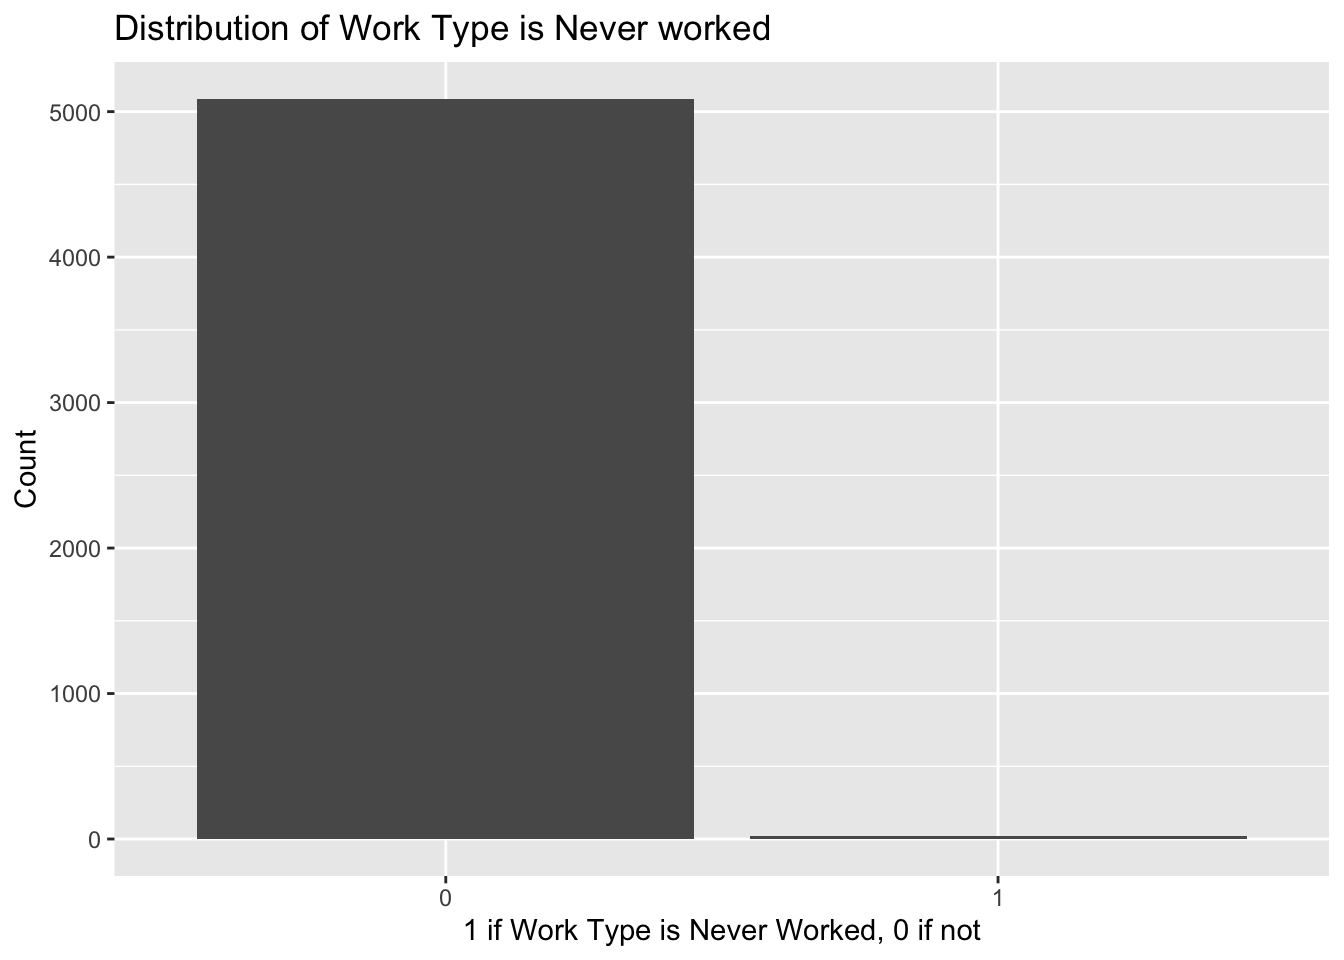 Distribution of Work Type is Never worked
5000
4000
3000
2000
1000
0
Count
0 1
1 if Work Type is Never Worked, 0 if not